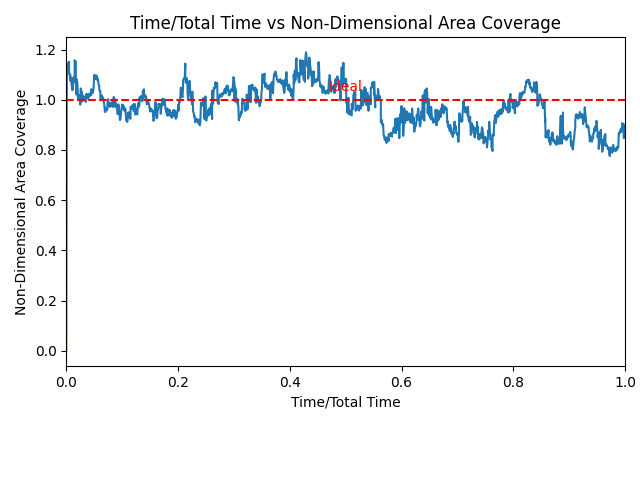 Time/Total Time vs Non-Dimensional Area Coverage
1.2
1.0
0.8
0.6
0.4
0.2
0.0
Non-Dimensional Area Coverage
Ideal
0.0 0.2 0.4 0.6 0.8 1.0
Time/Total Time